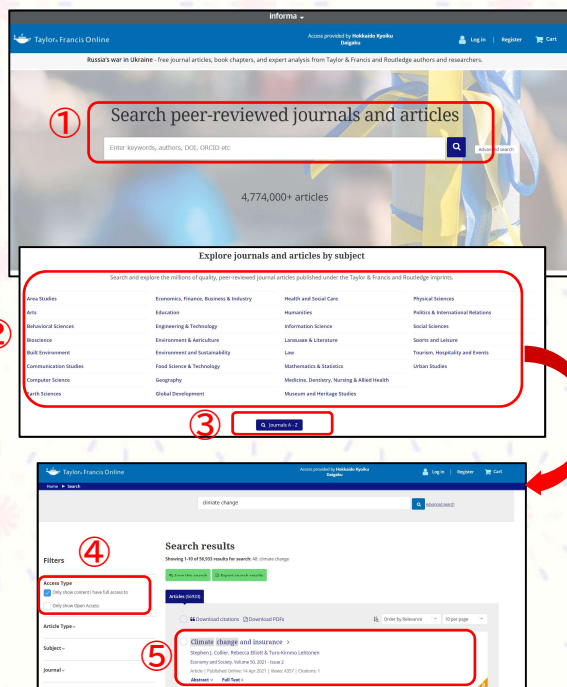 informa
Taylor & Francis Online
Access provided by Hokkaido Kyoiku Daigaku
Log in | Register Cart
Russia's war in Ukraine - free journal articles, book chapters, and expert analysis from Taylor & Francis and Routledge authors and researchers.
①
Search peer-reviewed journals and articles
Enter keywords, authors, DOI, ORCID etc
Advanced search
4,774,000+ articles
Explore journals and articles by subject
Search and explore the millions of quality, peer-reviewed journal articles published under the Taylor & Francis and Routledge imprints.
②
Area Studies Economics, Finance, Business & Industry Health and Social Care Physical Sciences
Arts Education Humanities Politics & International Relations
Behavioral Sciences Engineering & Technology Information Science Social Sciences
Bioscience Environment & Agriculture Language & Literature Sports and Leisure
Built Environment Environment and Sustainability Law Tourism, Hospitality and Events
Communication Studies Food Science & Technology Mathematics & Statistics Urban Studies
Computer Science Geography Medicine, Dentistry, Nursing & Allied Health
Earth Sciences Global Development Museum and Heritage Studies
③
Journals A - Z
Taylor & Francis Online
Access provided by Hokkaido Kyoiku Daigaku
Log in | Register Cart
Home Search
climate change
Advanced search
④
Filters
Access Type
Only show content I have full access to
Only show Open Access
Article Type
Subject
Journal
Search results
Showing 1-10 of 56,933 results for search: All: climate change
Save this search Export search results
Articles (56933)
Download citations Download PDFs
Order by Relevance 10 per page
⑤
Climate change and insurance >
Stephen J. Collier, Rebecca Elliott & Turo-Kimmo Lehtonen
Economy and Society, Volume 50, 2021 - Issue 2
Article | Published Online: 14 Apr 2021 | Views: 4357 | Citations: 1
Abstract Full Text